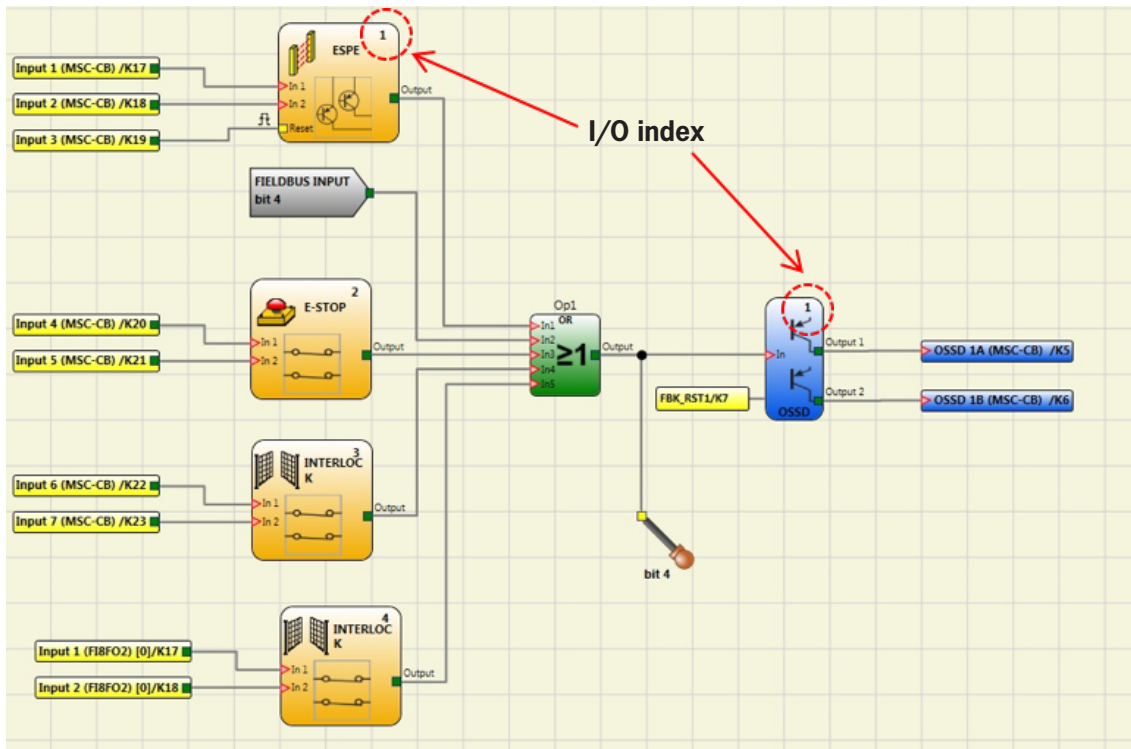 1
ESPE
Input 1 (MSC-CB) /K17
In 1
Output
Input 2 (MSC-CB) /K18
In 2
Input 3 (MSC-CB) /K19
Reset
I/O index
FIELDBUS INPUT
bit 4
2
E-STOP
Input 4 (MSC-CB) /K20
In 1
Output
Input 5 (MSC-CB) /K21
In 2
Op1
OR
In1
In2
In3
In4
In5
≥1
Output
1
In
Output 1
Output 2
OSSD
OSSD 1A (MSC-CB) /K5
FBK_RST1/K7
OSSD 1B (MSC-CB) /K6
3
INTERLOC
K
Input 6 (MSC-CB) /K22
In 1
Output
Input 7 (MSC-CB) /K23
In 2
bit 4
4
INTERLOC
K
Input 1 (FI8FO2) [0]/K17
In 1
Output
Input 2 (FI8FO2) [0]/K18
In 2